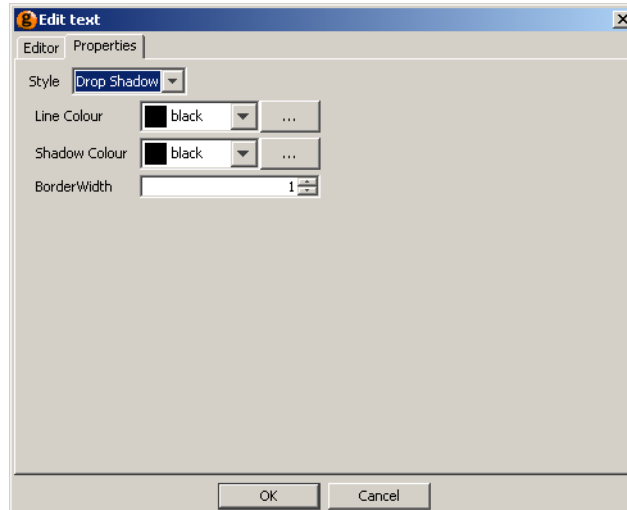 Edit text
Editor Properties
Style Drop Shadow
Line Colour black ...
Shadow Colour black ...
BorderWidth 1
OK Cancel